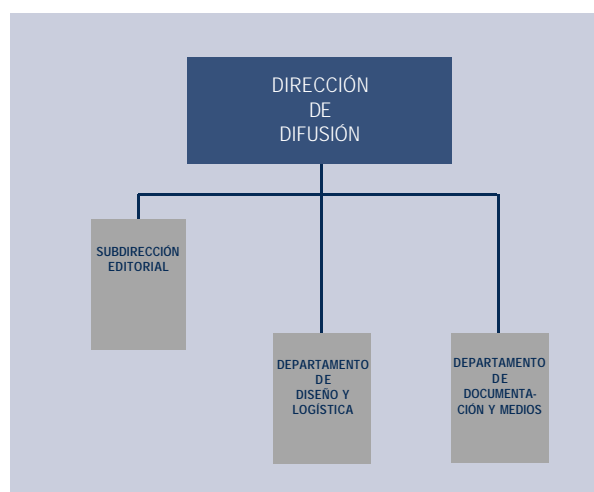 DIRECCIÓN
DE
DIFUSIÓN
SUBDIRECCIÓN
EDITORIAL
DEPARTAMENTO
DE
DISEÑO Y
LOGÍSTICA
DEPARTAMENTO
DE
DOCUMENTA-
CIÓN Y MEDIOS